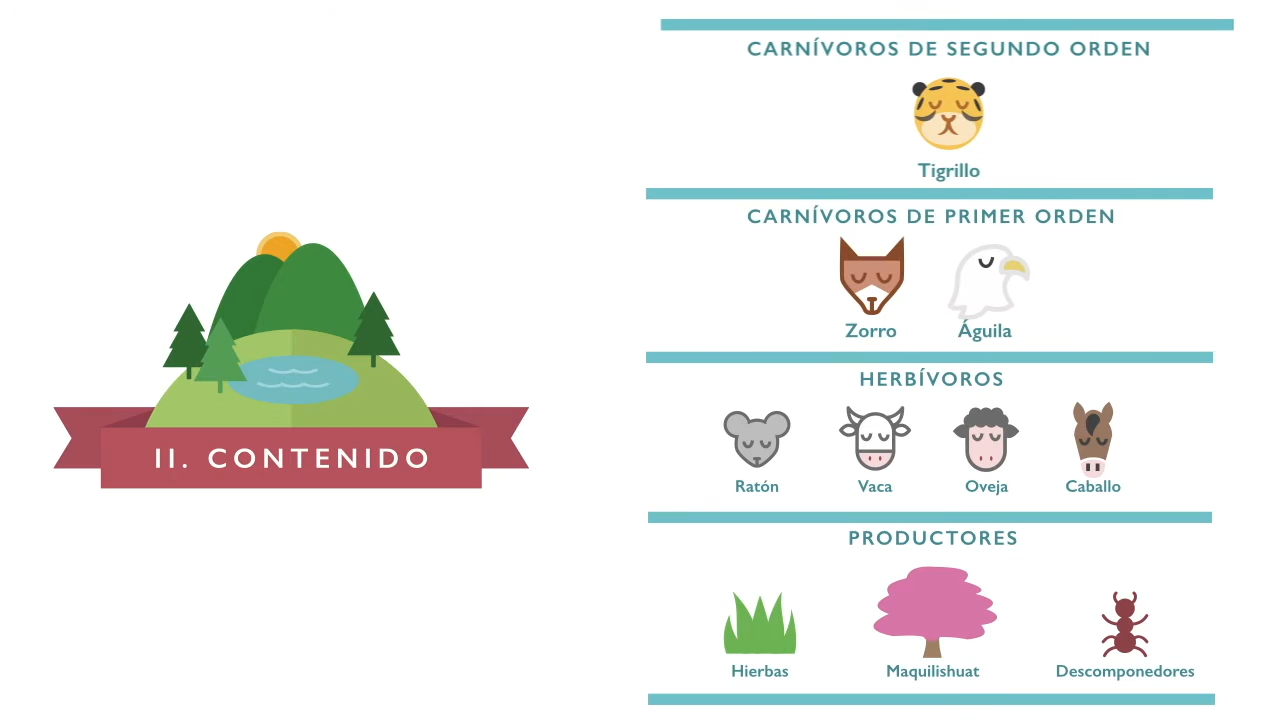 II. CONTENIDO
CARNÍVOROS DE SEGUNDO ORDEN
Tigrillo
CARNÍVOROS DE PRIMER ORDEN
Zorro Águila
HERBÍVOROS
Ratón Vaca Oveja Caballo
PRODUCTORES
Hierbas Maquilishuat Descomponedores